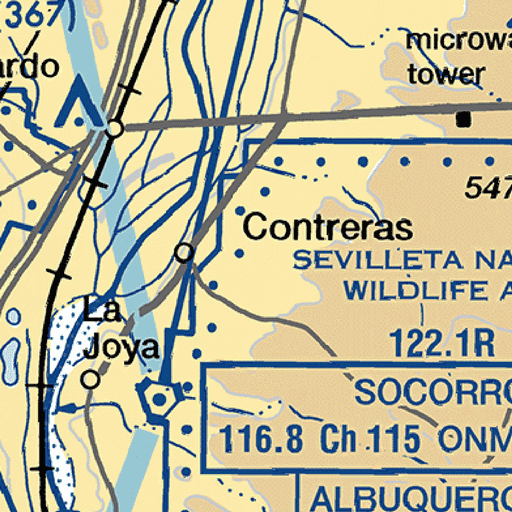 (367)
ardo
microwa
tower
547
Contreras
SEVILLETA NA
WILDLIFE A
La
Joya
122.1R
SOCORRO
116.8 Ch 115 ONM
ALBUQUERQ